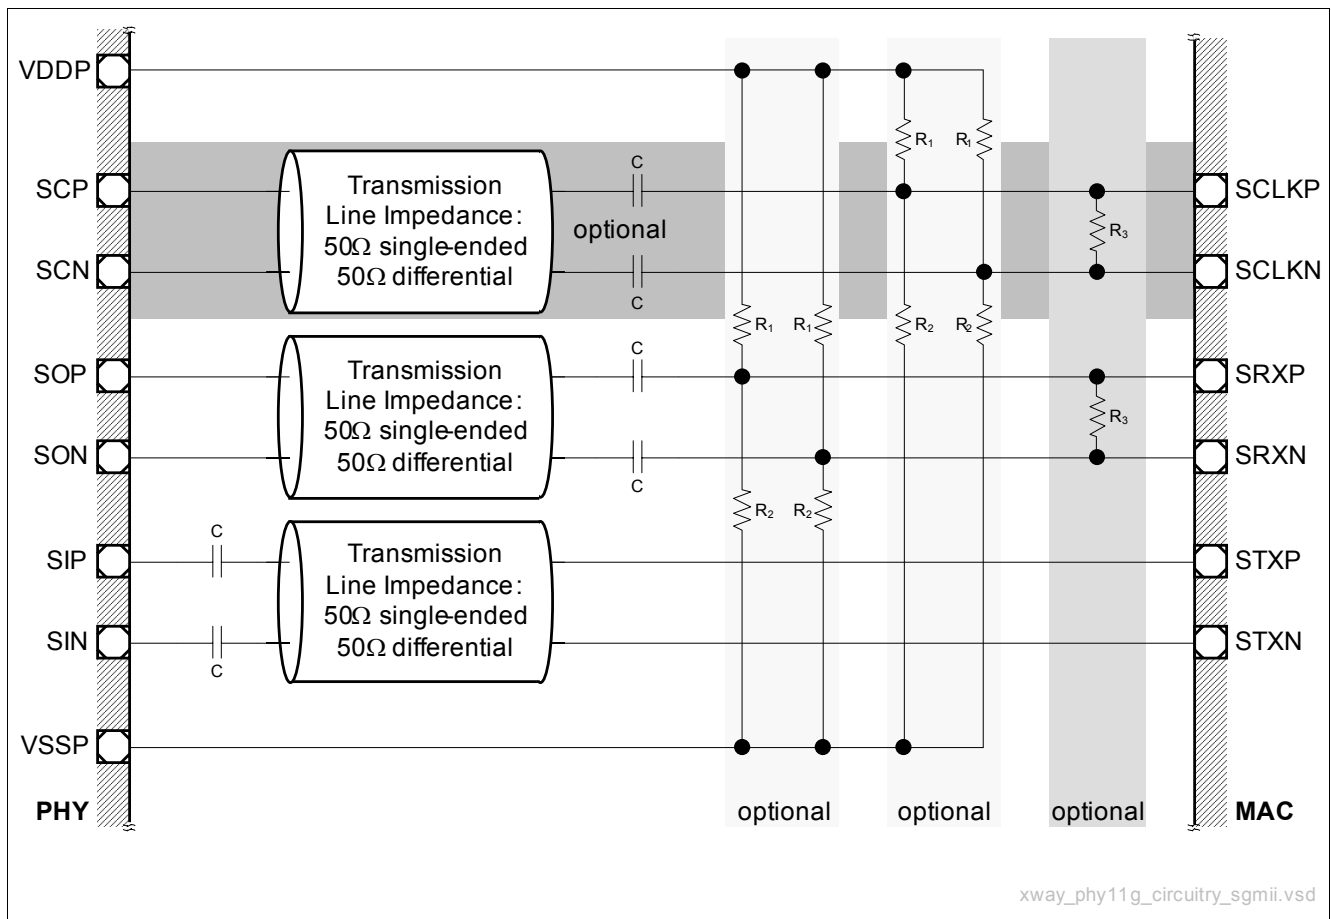 VDDP
SCP
SCN
SOP
SON
SIP
SIN
VSSP
PHY
Transmission
Line Impedance:
50Ω single-ended
50Ω differential
C
optional
C
Transmission
Line Impedance:
50Ω single-ended
50Ω differential
C
C
C
C
Transmission
Line Impedance:
50Ω single-ended
50Ω differential
R₁
R₁
R₁
R₁
R₂
R₂
R₂
R₂
R₃
R₃
optional
optional
optional
SCLKP
SCLKN
SRXP
SRXN
STXP
STXN
MAC
xway_phy11g_circuitry_sgmii.vsd